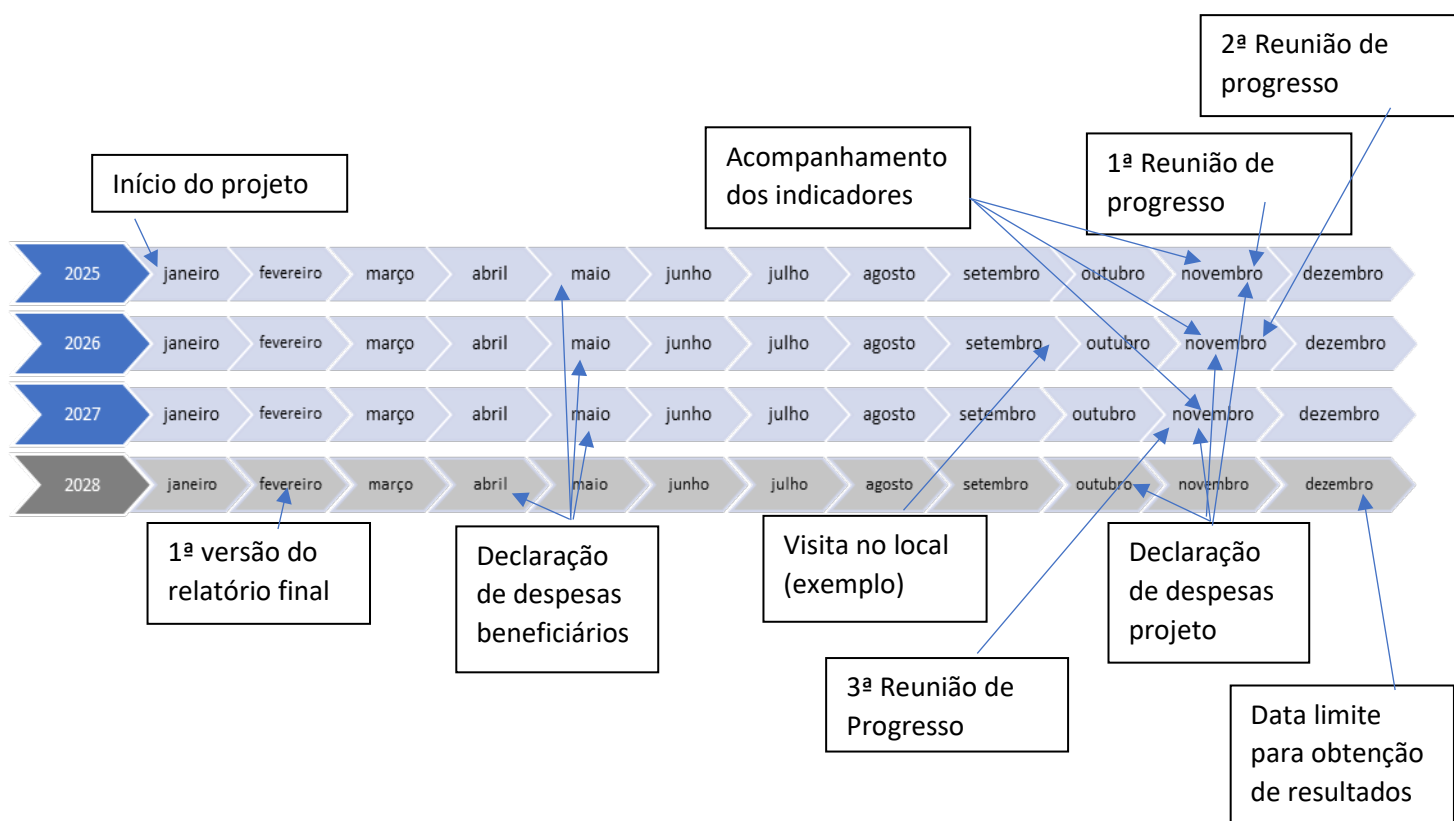 2ª Reunião de
progresso
Acompanhamento
dos indicadores
1ª Reunião de
progresso
Início do projeto
2025 janeiro fevereiro março abril maio junho julho agosto setembro outubro novembro dezembro
2026 janeiro fevereiro março abril maio junho julho agosto setembro outubro novembro dezembro
2027 janeiro fevereiro março abril maio junho julho agosto setembro outubro novembro dezembro
2028 janeiro fevereiro março abril maio junho julho agosto setembro outubro novembro dezembro
1ª versão do
relatório final
Declaração
de despesas
beneficiários
Visita no local
(exemplo)
Declaração
de despesas
projeto
3ª Reunião de
Progresso
Data limite
para obtenção
de resultados